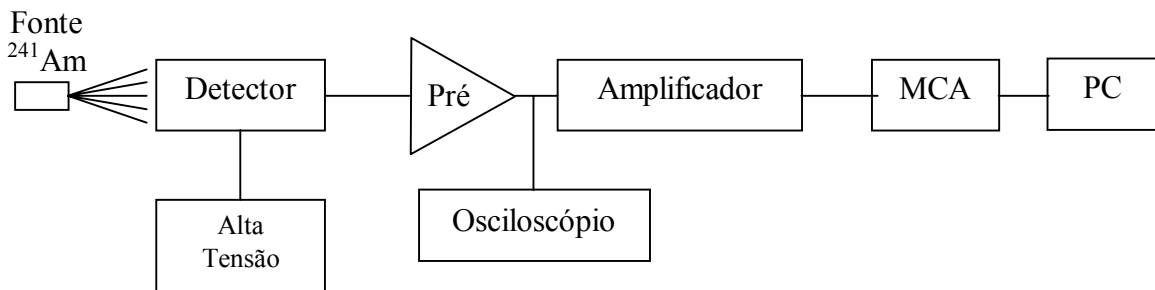 Fonte
²⁴¹Am
Detector
Pré
Amplificador
MCA
PC
Alta
Tensão
Osciloscópio